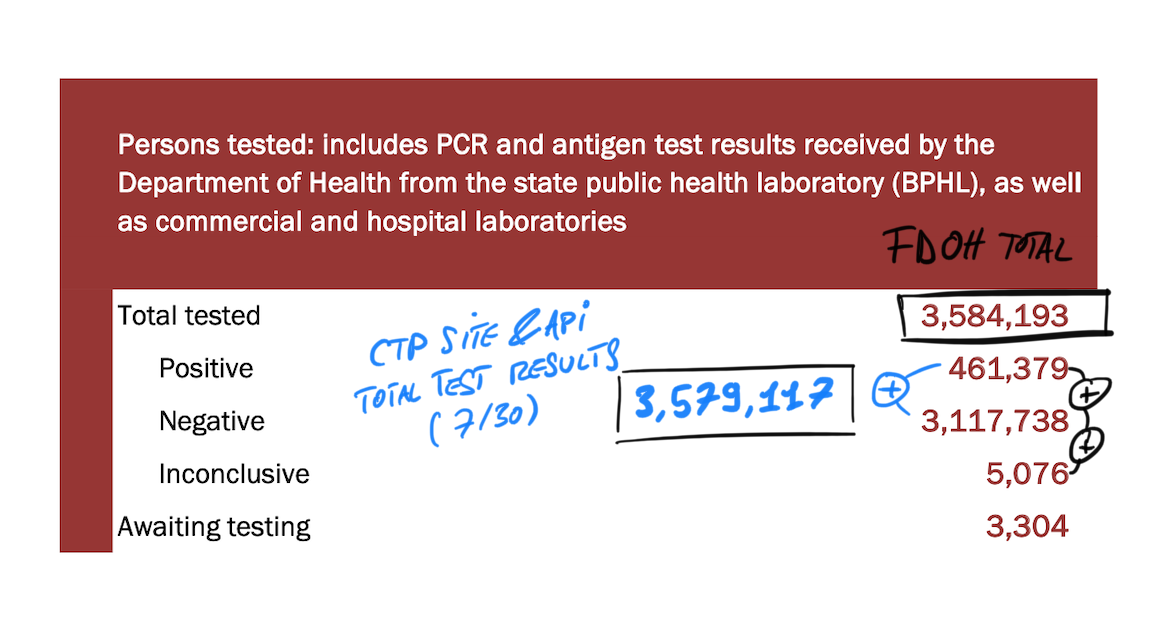 Persons tested: includes PCR and antigen test results received by the
Department of Health from the state public health laboratory (BPHL), as well
as commercial and hospital laboratories
FDOH TOTAL
Total tested 3,584,193
Positive 461,379
Negative 3,117,738
Inconclusive 5,076
Awaiting testing 3,304
CTP SITE & API
TOTAL TEST RESULTS
(7/30)
3,579,117
+
+
+